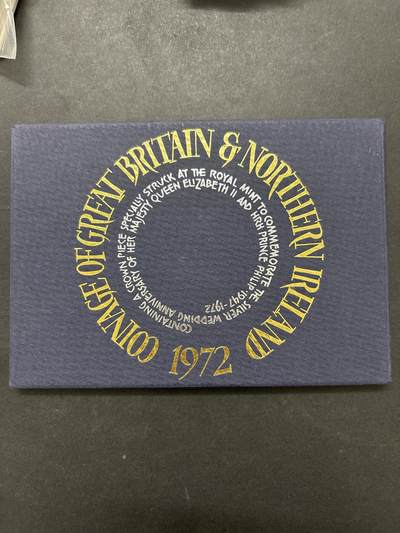 COINAGE OF GREAT BRITAIN & NORTHERN IRELAND
1972
CONTAINING A CROWN PIECE SPECIALLY STRUCK AT THE ROYAL MINT TO COMMEMORATE THE SILVER WEDDING
ANNIVERSARY OF HER MAJESTY QUEEN ELIZABETH II AND HRH PRINCE PHILIP · 1947-1972